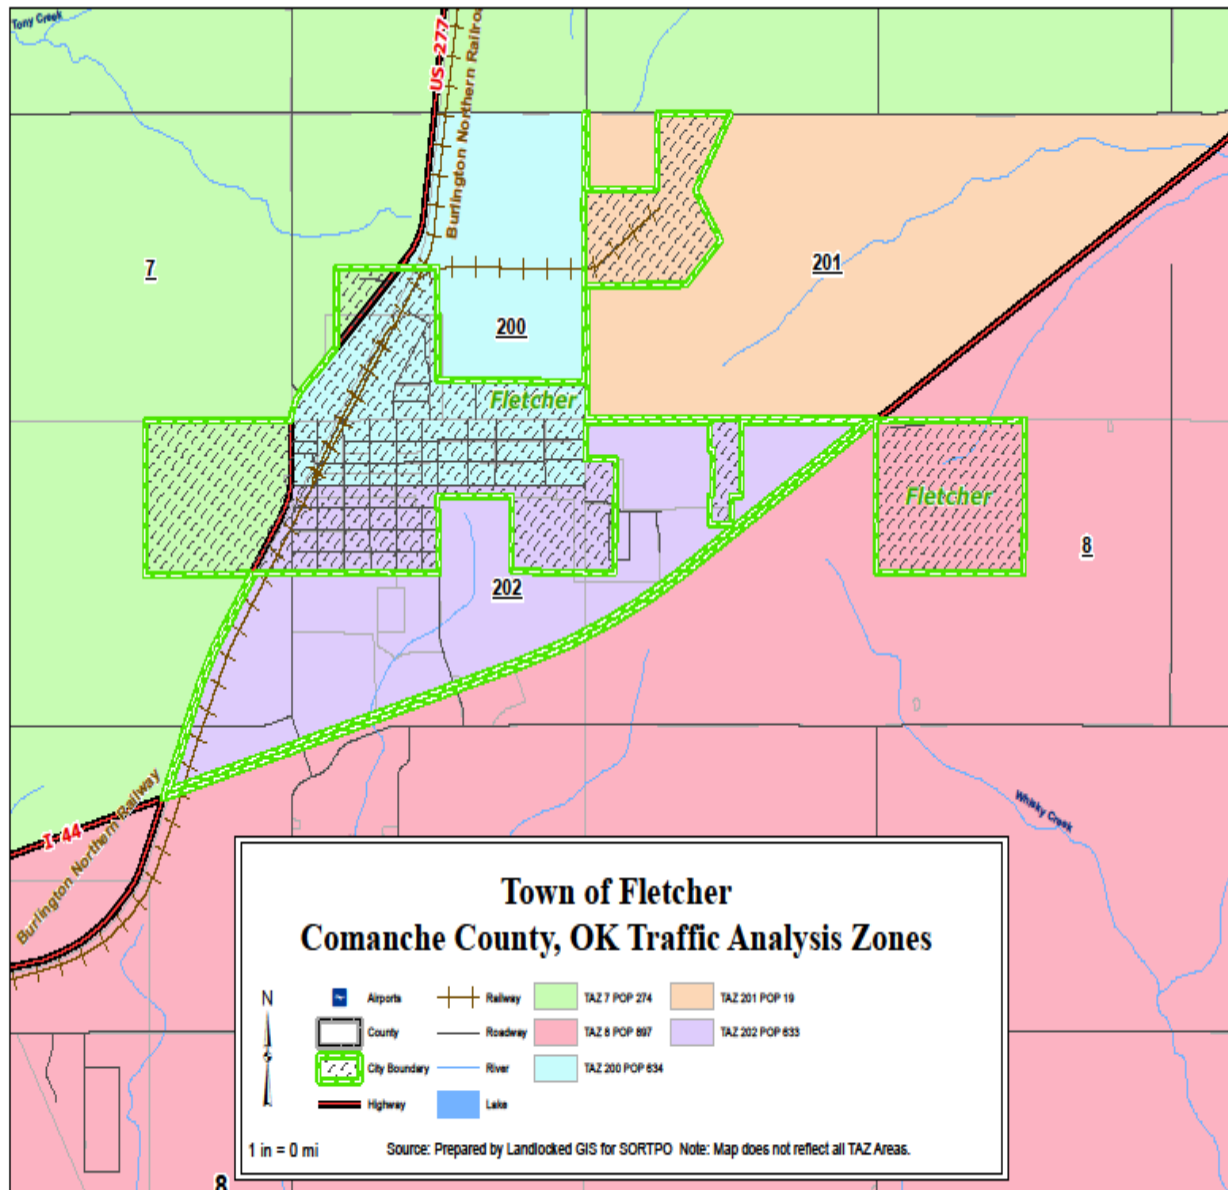 Tony Creek
US-277
Burlington Northern Railroad
7
201
200
Fletcher
Fletcher
8
202
I-44
Burlington Northern Railway
Whisky Creek
Town of Fletcher
Comanche County, OK Traffic Analysis Zones
N
Airports
Railway
TAZ 7 POP 274
TAZ 201 POP 19
County
Roadway
TAZ 8 POP 697
TAZ 202 POP 633
City Boundary
River
TAZ 200 POP 634
Highway
Lake
1 in = 0 mi
Source: Prepared by Landlocked GIS for SORTPO Note: Map does not reflect all TAZ Areas.
8